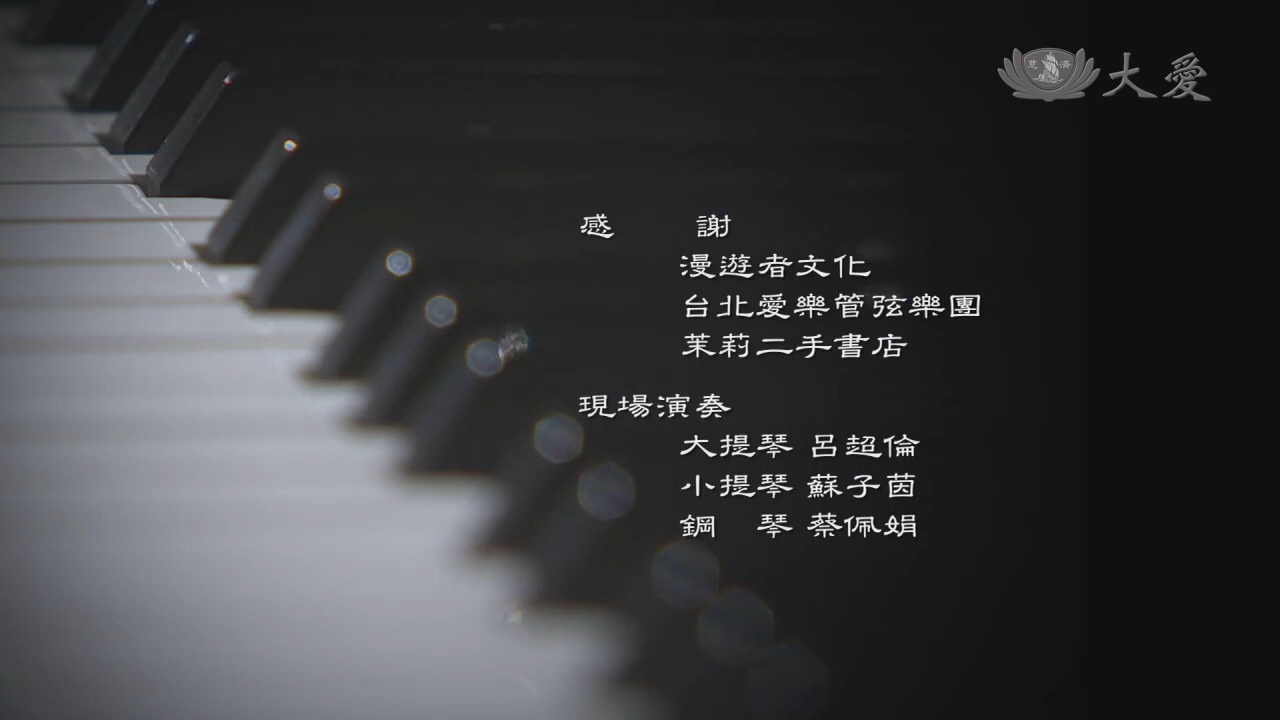 慈濟 大愛
感　　謝
漫遊者文化
台北愛樂管弦樂團
茉莉二手書店
現場演奏
大提琴 呂超倫
小提琴 蘇子茵
鋼　琴 蔡佩娟